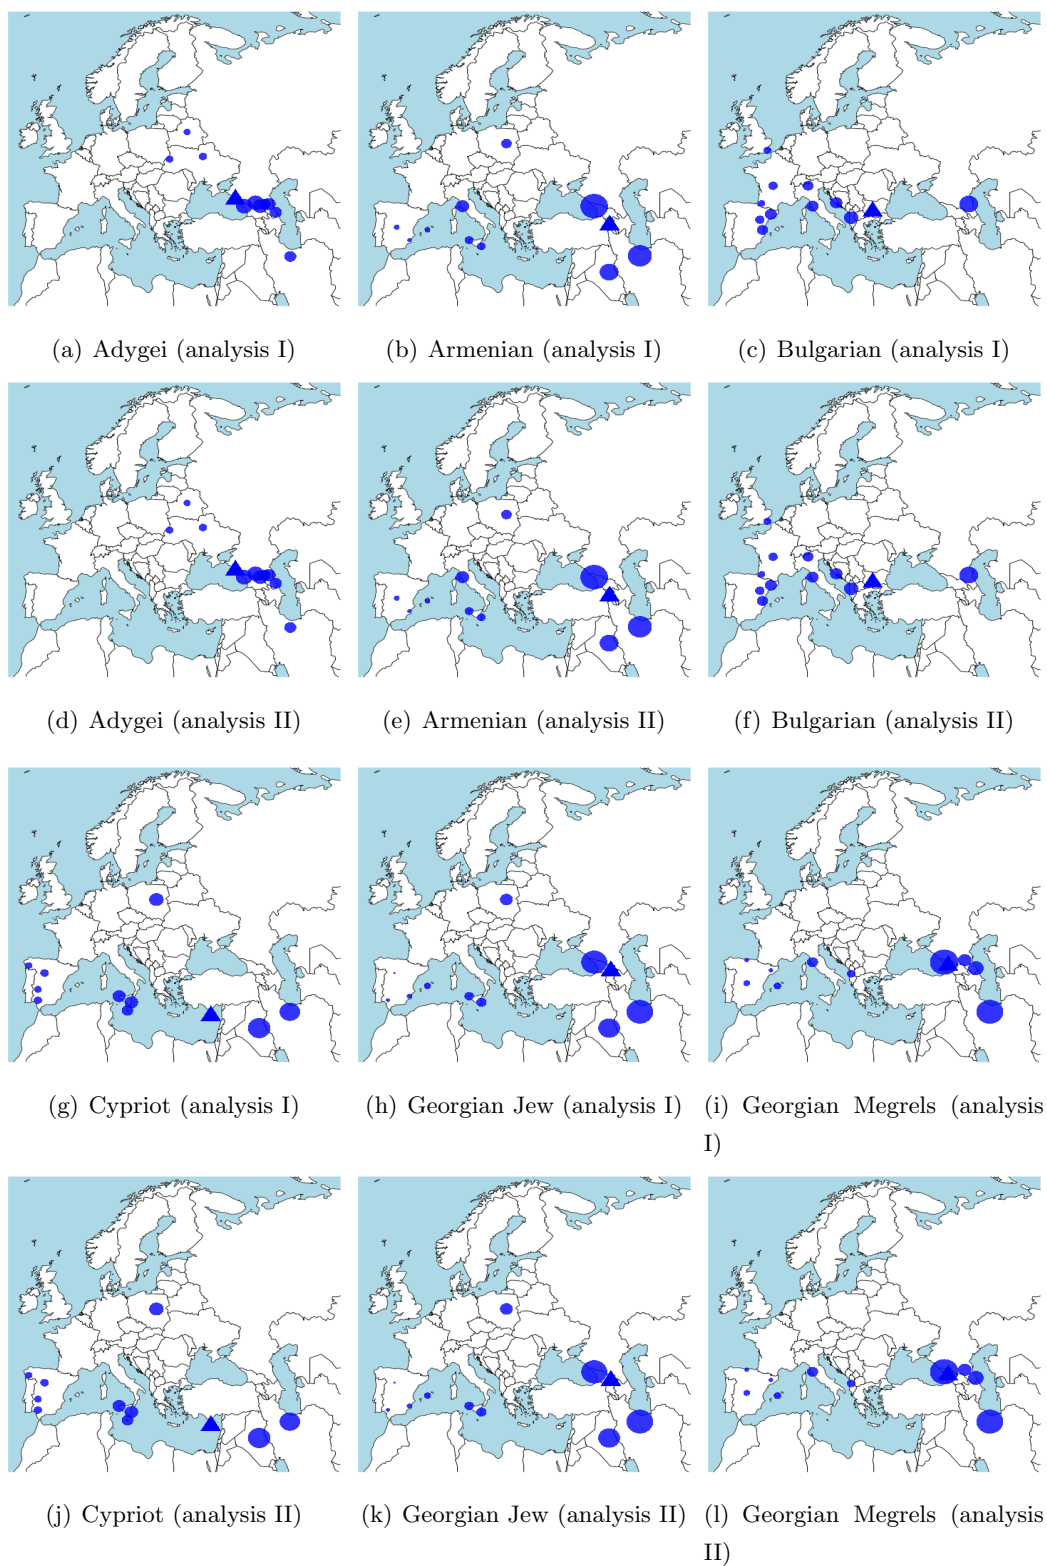 (a) Adygei (analysis I)
(b) Armenian (analysis I)
(c) Bulgarian (analysis I)
(d) Adygei (analysis II)
(e) Armenian (analysis II)
(f) Bulgarian (analysis II)
(g) Cypriot (analysis I)
(h) Georgian Jew (analysis I)
(i) Georgian Megrels (analysis
I)
(j) Cypriot (analysis II)
(k) Georgian Jew (analysis II)
(l) Georgian Megrels (analysis
II)